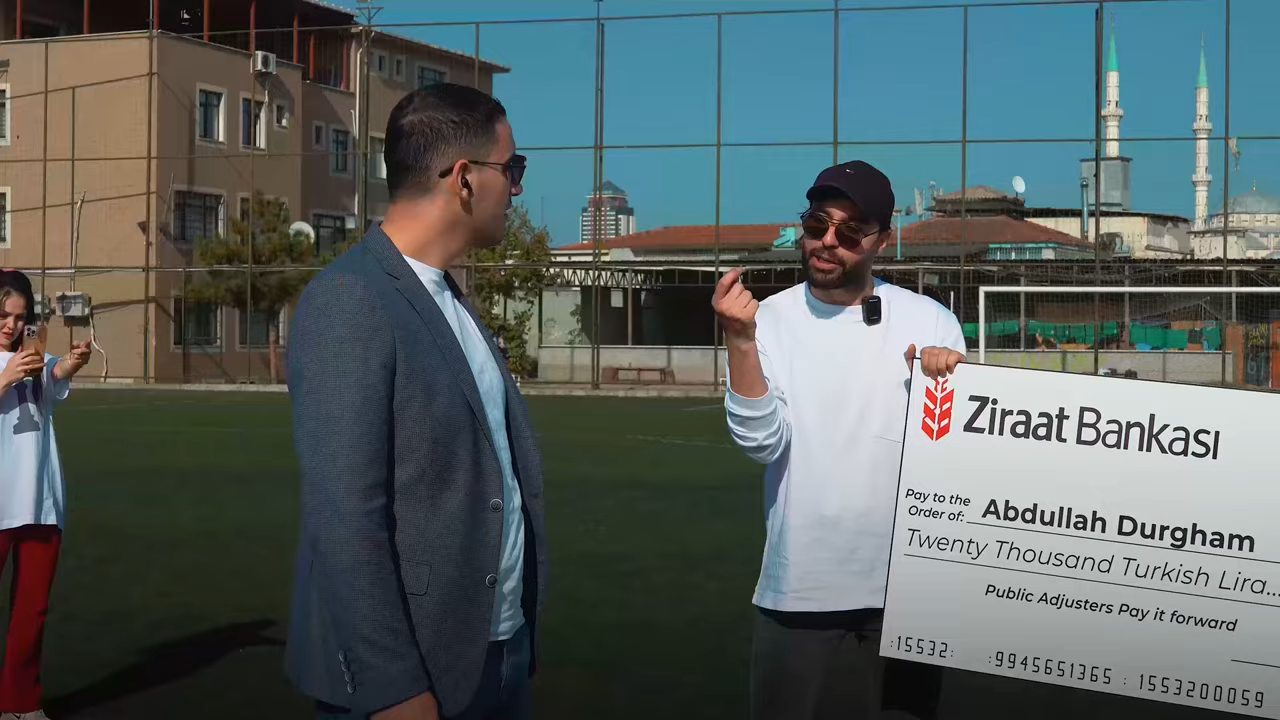 Ziraat Bankası
Pay to the
Order of:
Abdullah Durgham
Twenty Thousand Turkish Lira...
Public Adjusters Pay it forward
:15532: :9945651365 : 1553200059